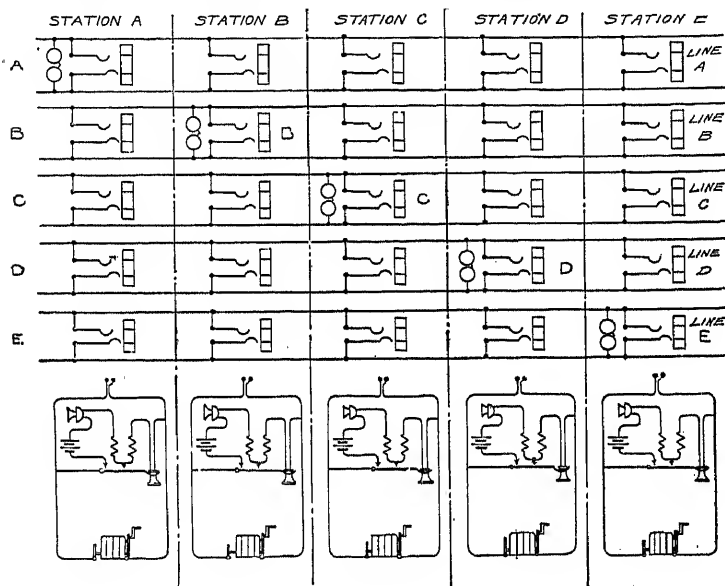 STATION A STATION B STATION C STATION D STATION E
A LINE A
B B LINE B
C C LINE C
D D LINE D
E LINE E